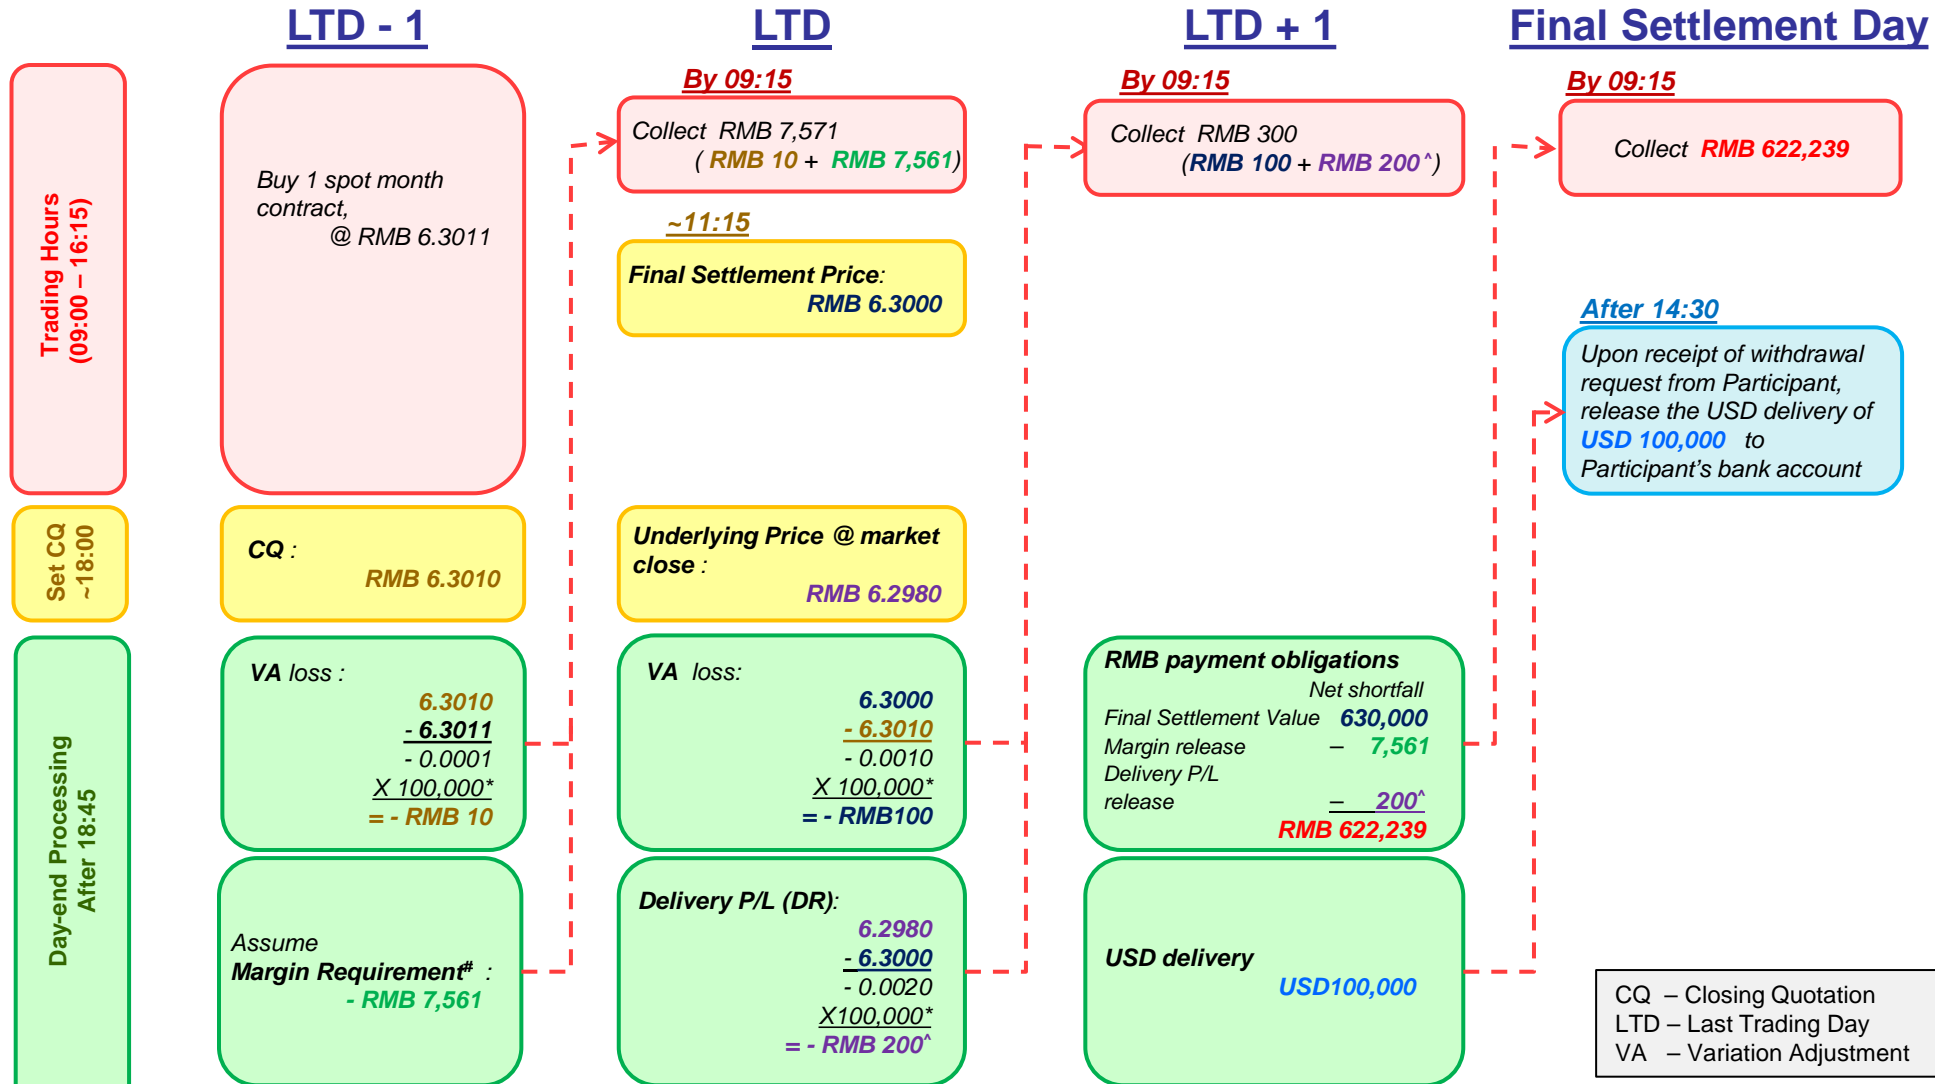 LTD - 1
LTD
LTD + 1
Final Settlement Day
Trading Hours
(09:00 – 16:15)
Buy 1 spot month
contract,
@ RMB 6.3011
By 09:15
Collect RMB 7,571
( RMB 10 + RMB 7,561)
~11:15
Final Settlement Price:
RMB 6.3000
By 09:15
Collect RMB 300
(RMB 100 + RMB 200^)
By 09:15
Collect RMB 622,239
After 14:30
Upon receipt of withdrawal
request from Participant,
release the USD delivery of
USD 100,000 to
Participant’s bank account
Set CQ
~18:00
CQ :
RMB 6.3010
Underlying Price @ market
close :
RMB 6.2980
Day-end Processing
After 18:45
VA loss :
6.3010
- 6.3011
- 0.0001
X 100,000*
= - RMB 10
VA loss:
6.3000
- 6.3010
- 0.0010
X 100,000*
= - RMB100
RMB payment obligations
Net shortfall
Final Settlement Value 630,000
Margin release – 7,561
Delivery P/L
release – 200^
RMB 622,239
Assume
Margin Requirement# :
- RMB 7,561
Delivery P/L (DR):
6.2980
- 6.3000
- 0.0020
X100,000*
= - RMB 200^
USD delivery
USD100,000
CQ – Closing Quotation
LTD – Last Trading Day
VA – Variation Adjustment